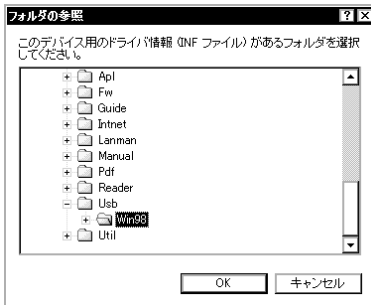 フォルダの参照
このデバイス用のドライバ情報 (INF ファイル) があるフォルダを選択
してください。
Apl
Fw
Guide
Intnet
Lanman
Manual
Pdf
Reader
Usb
Win98
Util
OK
キャンセル